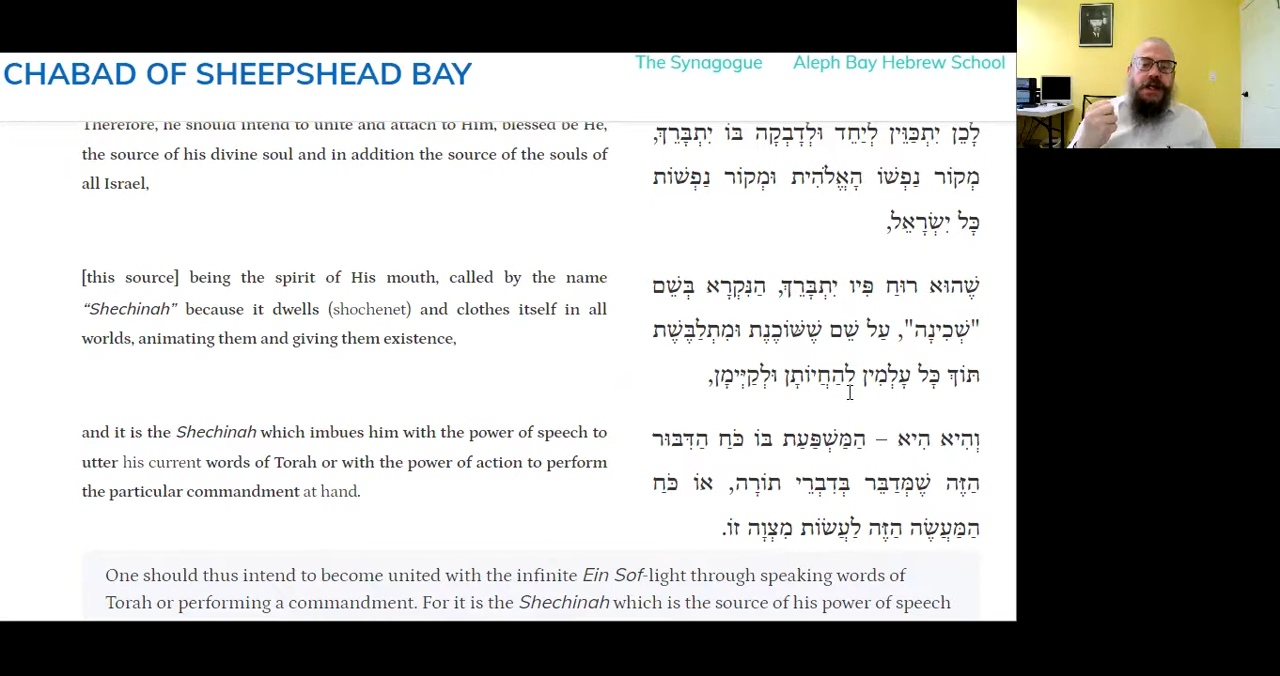 CHABAD OF SHEEPSHEAD BAY
The Synagogue Aleph Bay Hebrew School
Therefore, he should intend to unite and attach to Him, blessed be He,
the source of his divine soul and in addition the source of the souls of
all Israel,
לָכֵן יִתְכַּוֵּין לְיַחֵד וּלְדָבְקָה בּוֹ יִתְבָּרֵךְ,
מְקוֹר נַפְשׁוֹ הָאֱלֹהִית וּמְקוֹר נַפְשׁוֹת
כָּל יִשְׂרָאֵל,
[this source] being the spirit of His mouth, called by the name
“Shechinah” because it dwells (shochenet) and clothes itself in all
worlds, animating them and giving them existence,
שֶׁהוּא רוּחַ פִּיו יִתְבָּרֵךְ, הַנִּקְרָא בְּשֵׁם
"שְׁכִינָה", עַל שֵׁם שֶׁשּׁוֹכֶנֶת וּמִתְלַבֶּשֶׁת
תּוֹךְ כָּל עָלְמִין לְהַחֲיוֹתָן וּלְקַיְּימָן,
and it is the Shechinah which imbues him with the power of speech to
utter his current words of Torah or with the power of action to perform
the particular commandment at hand.
וְהִיא הִיא – הַמַּשְׁפַּעַת בּוֹ כֹּחַ הַדִּבּוּר
הַזֶּה שֶׁמְּדַבֵּר בְּדִבְרֵי תוֹרָה, אוֹ כֹּחַ
הַמַּעֲשֶׂה הַזֶּה לַעֲשׂוֹת מִצְוָה זוֹ.
One should thus intend to become united with the infinite Ein Sof-light through speaking words of
Torah or performing a commandment. For it is the Shechinah which is the source of his power of speech